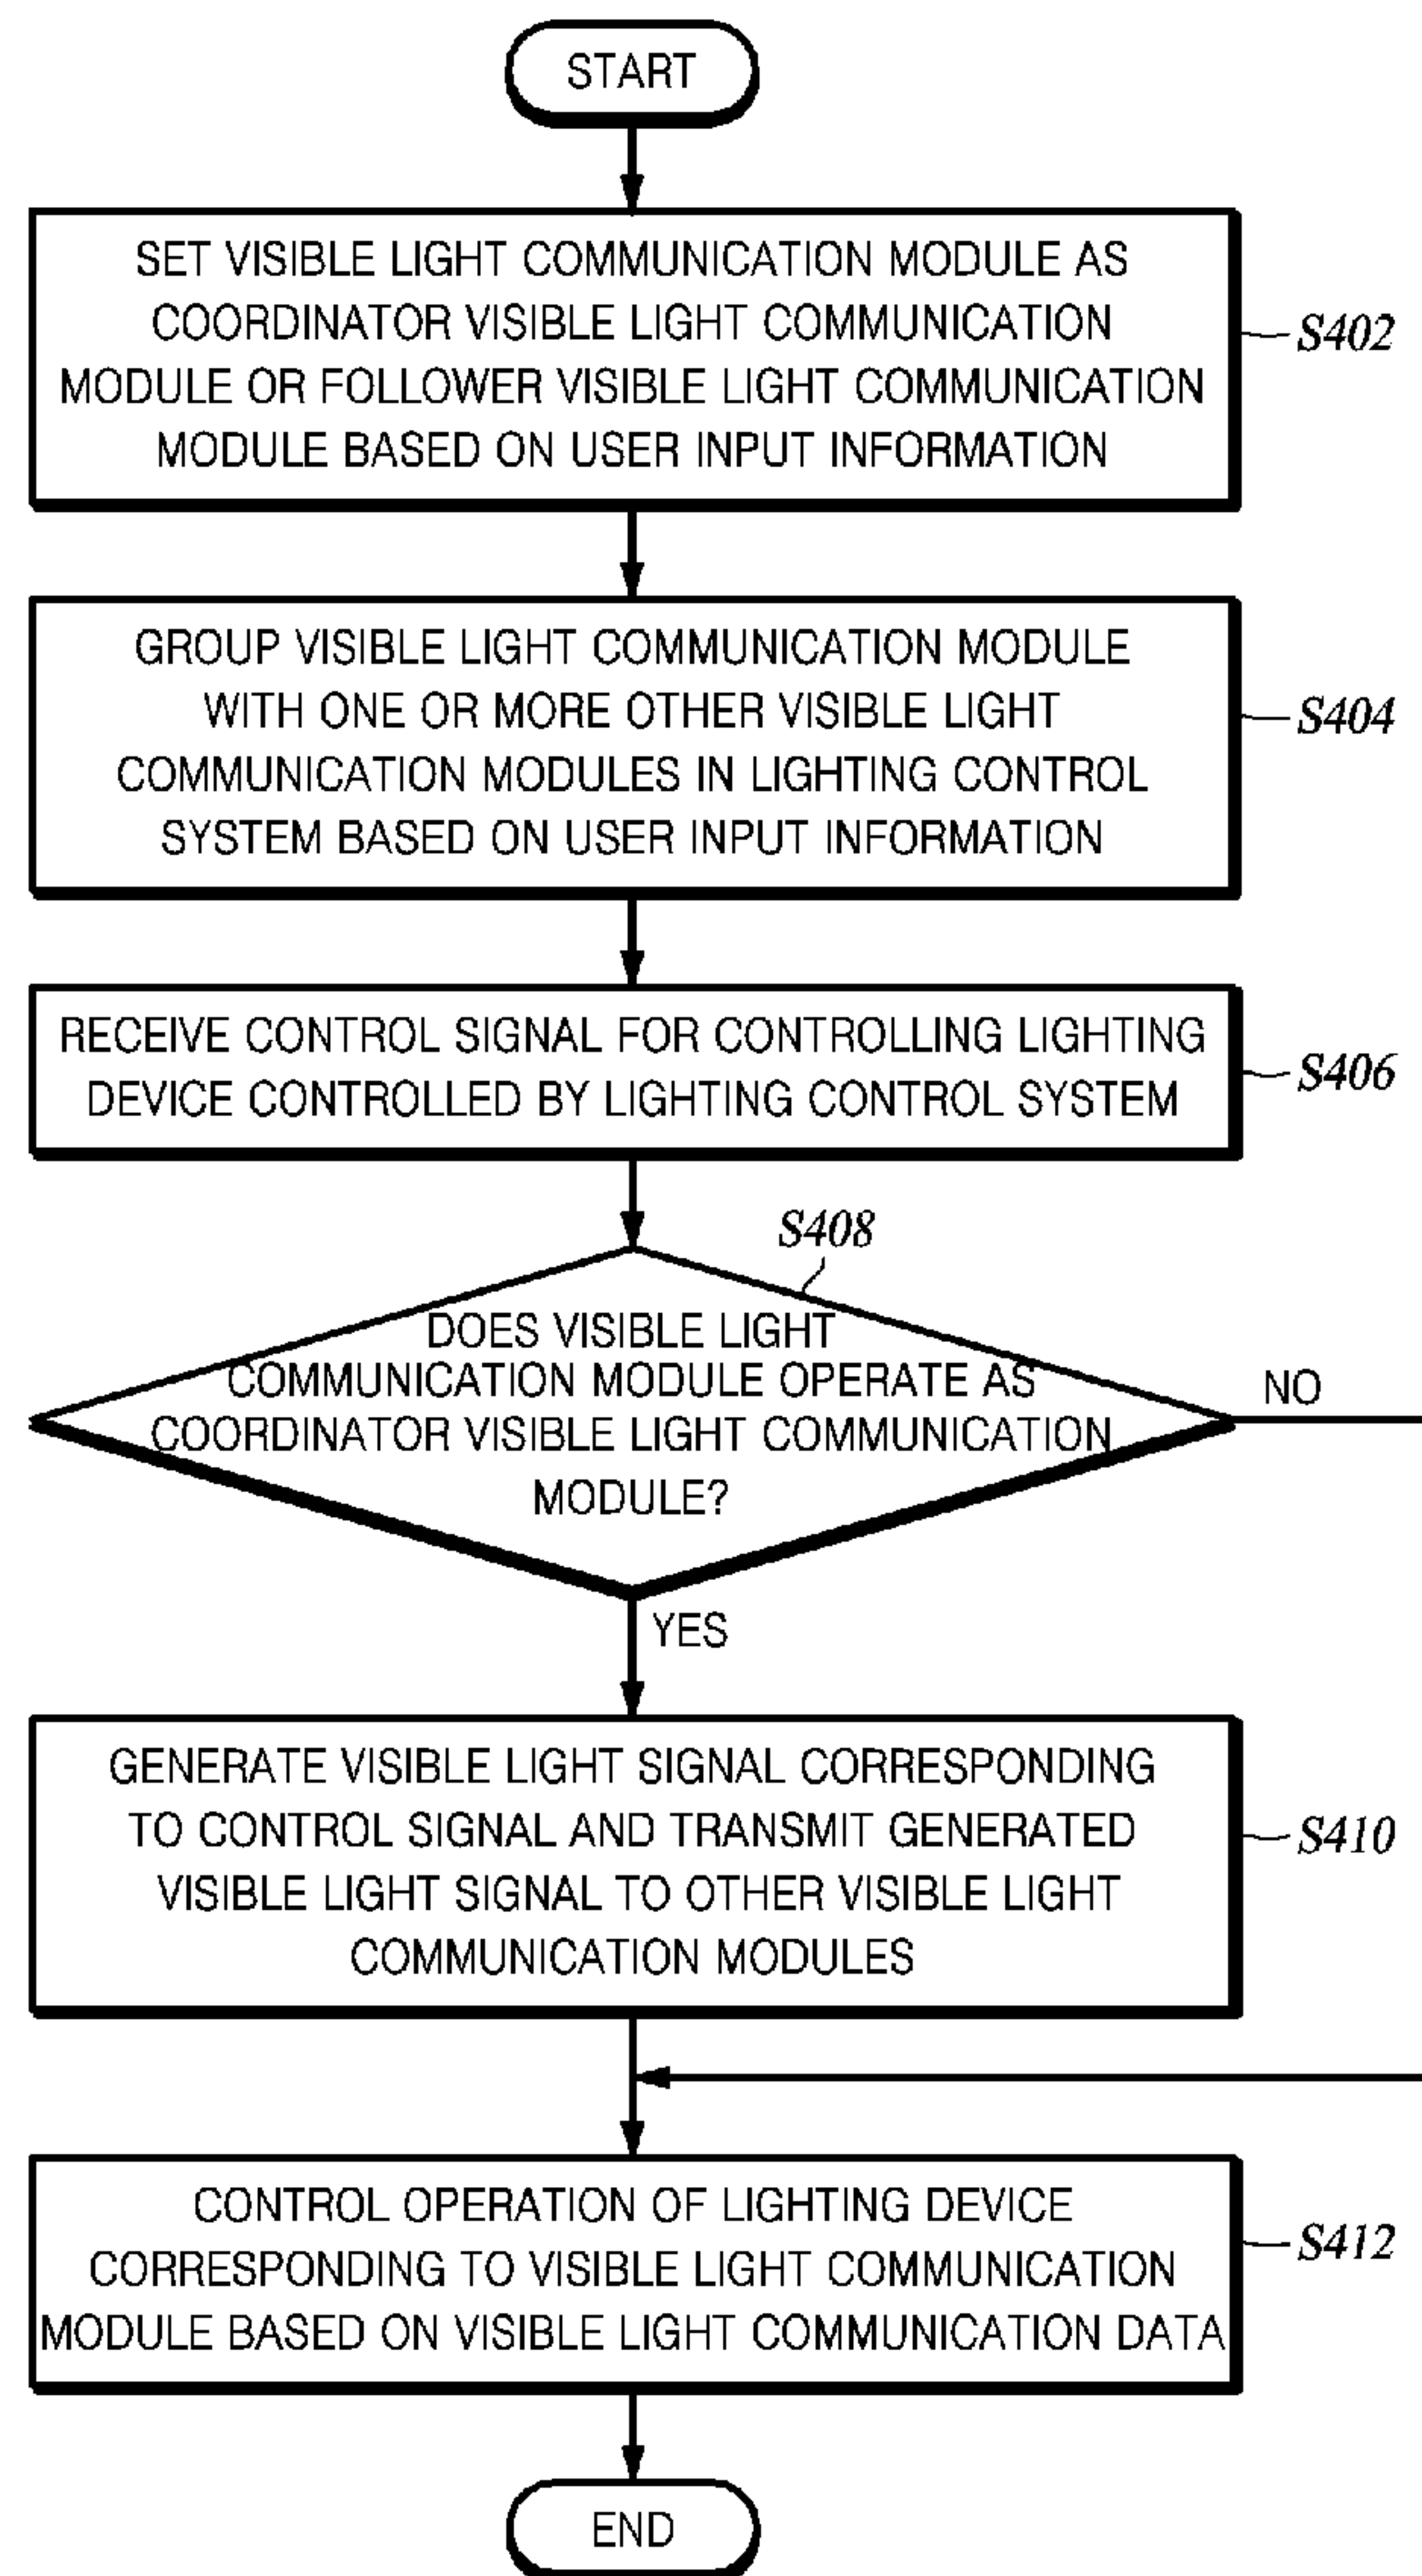 START
SET VISIBLE LIGHT COMMUNICATION MODULE AS
COORDINATOR VISIBLE LIGHT COMMUNICATION
MODULE OR FOLLOWER VISIBLE LIGHT COMMUNICATION
MODULE BASED ON USER INPUT INFORMATION
S402
GROUP VISIBLE LIGHT COMMUNICATION MODULE
WITH ONE OR MORE OTHER VISIBLE LIGHT
COMMUNICATION MODULES IN LIGHTING CONTROL
SYSTEM BASED ON USER INPUT INFORMATION
S404
RECEIVE CONTROL SIGNAL FOR CONTROLLING LIGHTING
DEVICE CONTROLLED BY LIGHTING CONTROL SYSTEM
S406
S408
DOES VISIBLE LIGHT
COMMUNICATION MODULE OPERATE AS
COORDINATOR VISIBLE LIGHT COMMUNICATION
MODULE?
NO
YES
GENERATE VISIBLE LIGHT SIGNAL CORRESPONDING
TO CONTROL SIGNAL AND TRANSMIT GENERATED
VISIBLE LIGHT SIGNAL TO OTHER VISIBLE LIGHT
COMMUNICATION MODULES
S410
CONTROL OPERATION OF LIGHTING DEVICE
CORRESPONDING TO VISIBLE LIGHT COMMUNICATION
MODULE BASED ON VISIBLE LIGHT COMMUNICATION DATA
S412
END